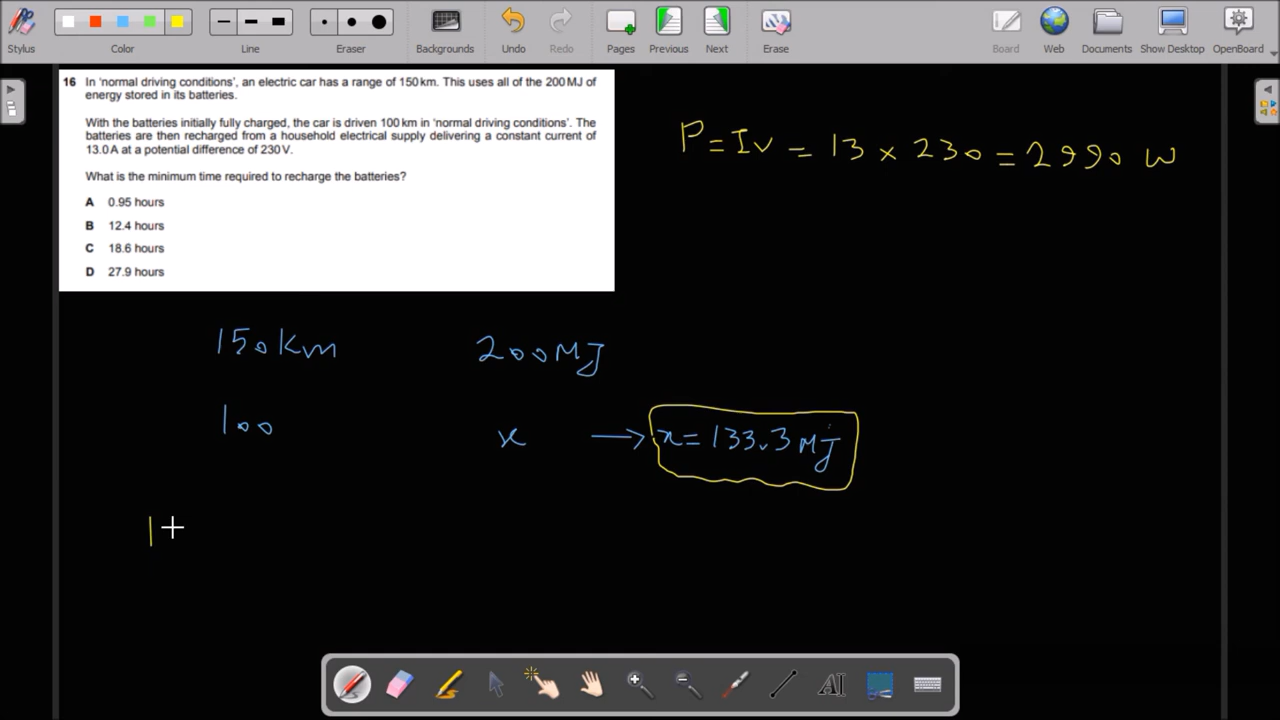 Stylus Color Line Eraser Backgrounds Undo Redo Pages Previous Next Erase Board Web Documents Show Desktop OpenBoard
16 In 'normal driving conditions', an electric car has a range of 150 km. This uses all of the 200 MJ of
energy stored in its batteries.
With the batteries initially fully charged, the car is driven 100 km in 'normal driving conditions'. The
batteries are then recharged from a household electrical supply delivering a constant current of
13.0 A at a potential difference of 230 V.
What is the minimum time required to recharge the batteries?
A 0.95 hours
B 12.4 hours
C 18.6 hours
D 27.9 hours
P = IV = 13 × 230 = 2990 W
150 km 200 MJ
100 x → x = 133.3 MJ
1
AI